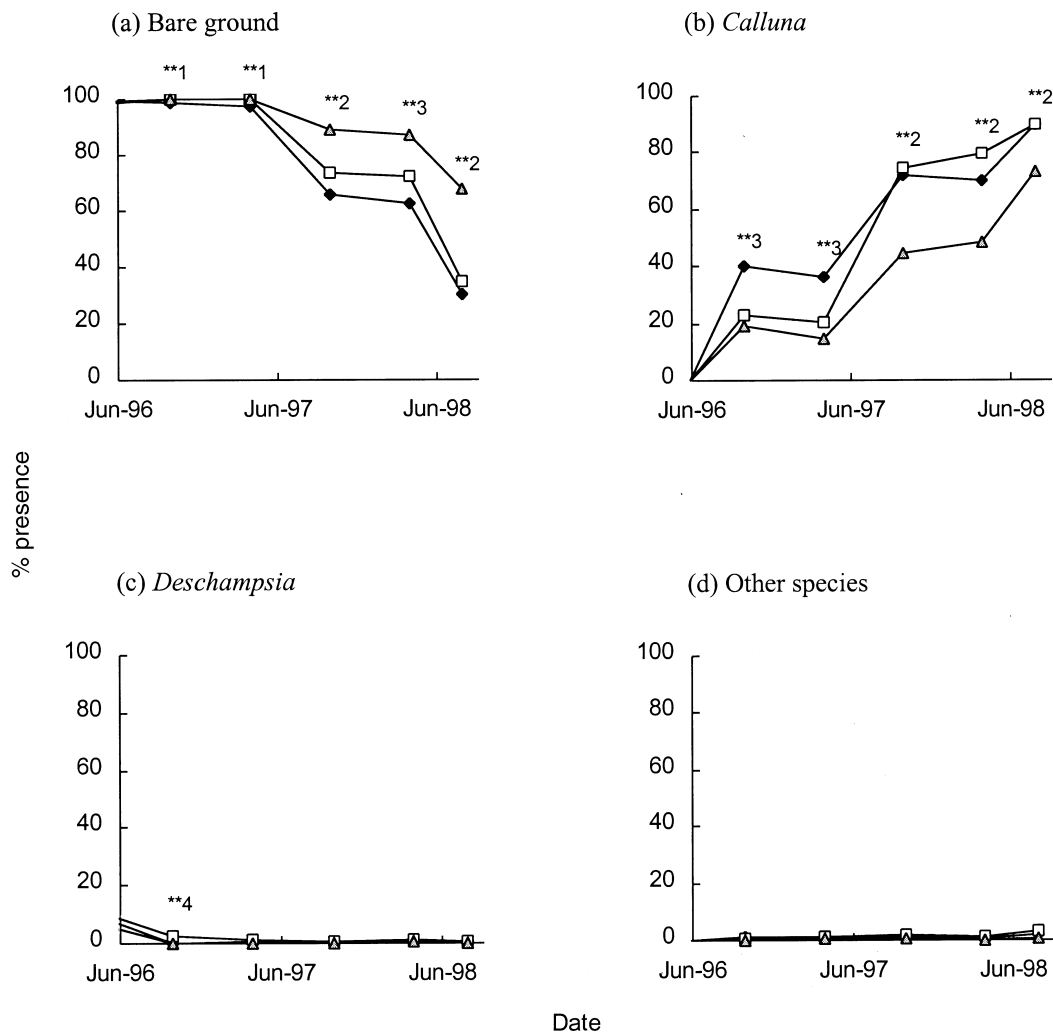 (a) Bare ground
**1 **1 **2 **3 **2
100
80
60
40
20
0
Jun-96 Jun-97 Jun-98
(b) Calluna
**3 **3 **2 **2 **2
100
80
60
40
20
0
Jun-96 Jun-97 Jun-98
% presence
(c) Deschampsia
100
80
60
40
20
0
**4
Jun-96 Jun-97 Jun-98
(d) Other species
100
80
60
40
20
0
Jun-96 Jun-97 Jun-98
Date